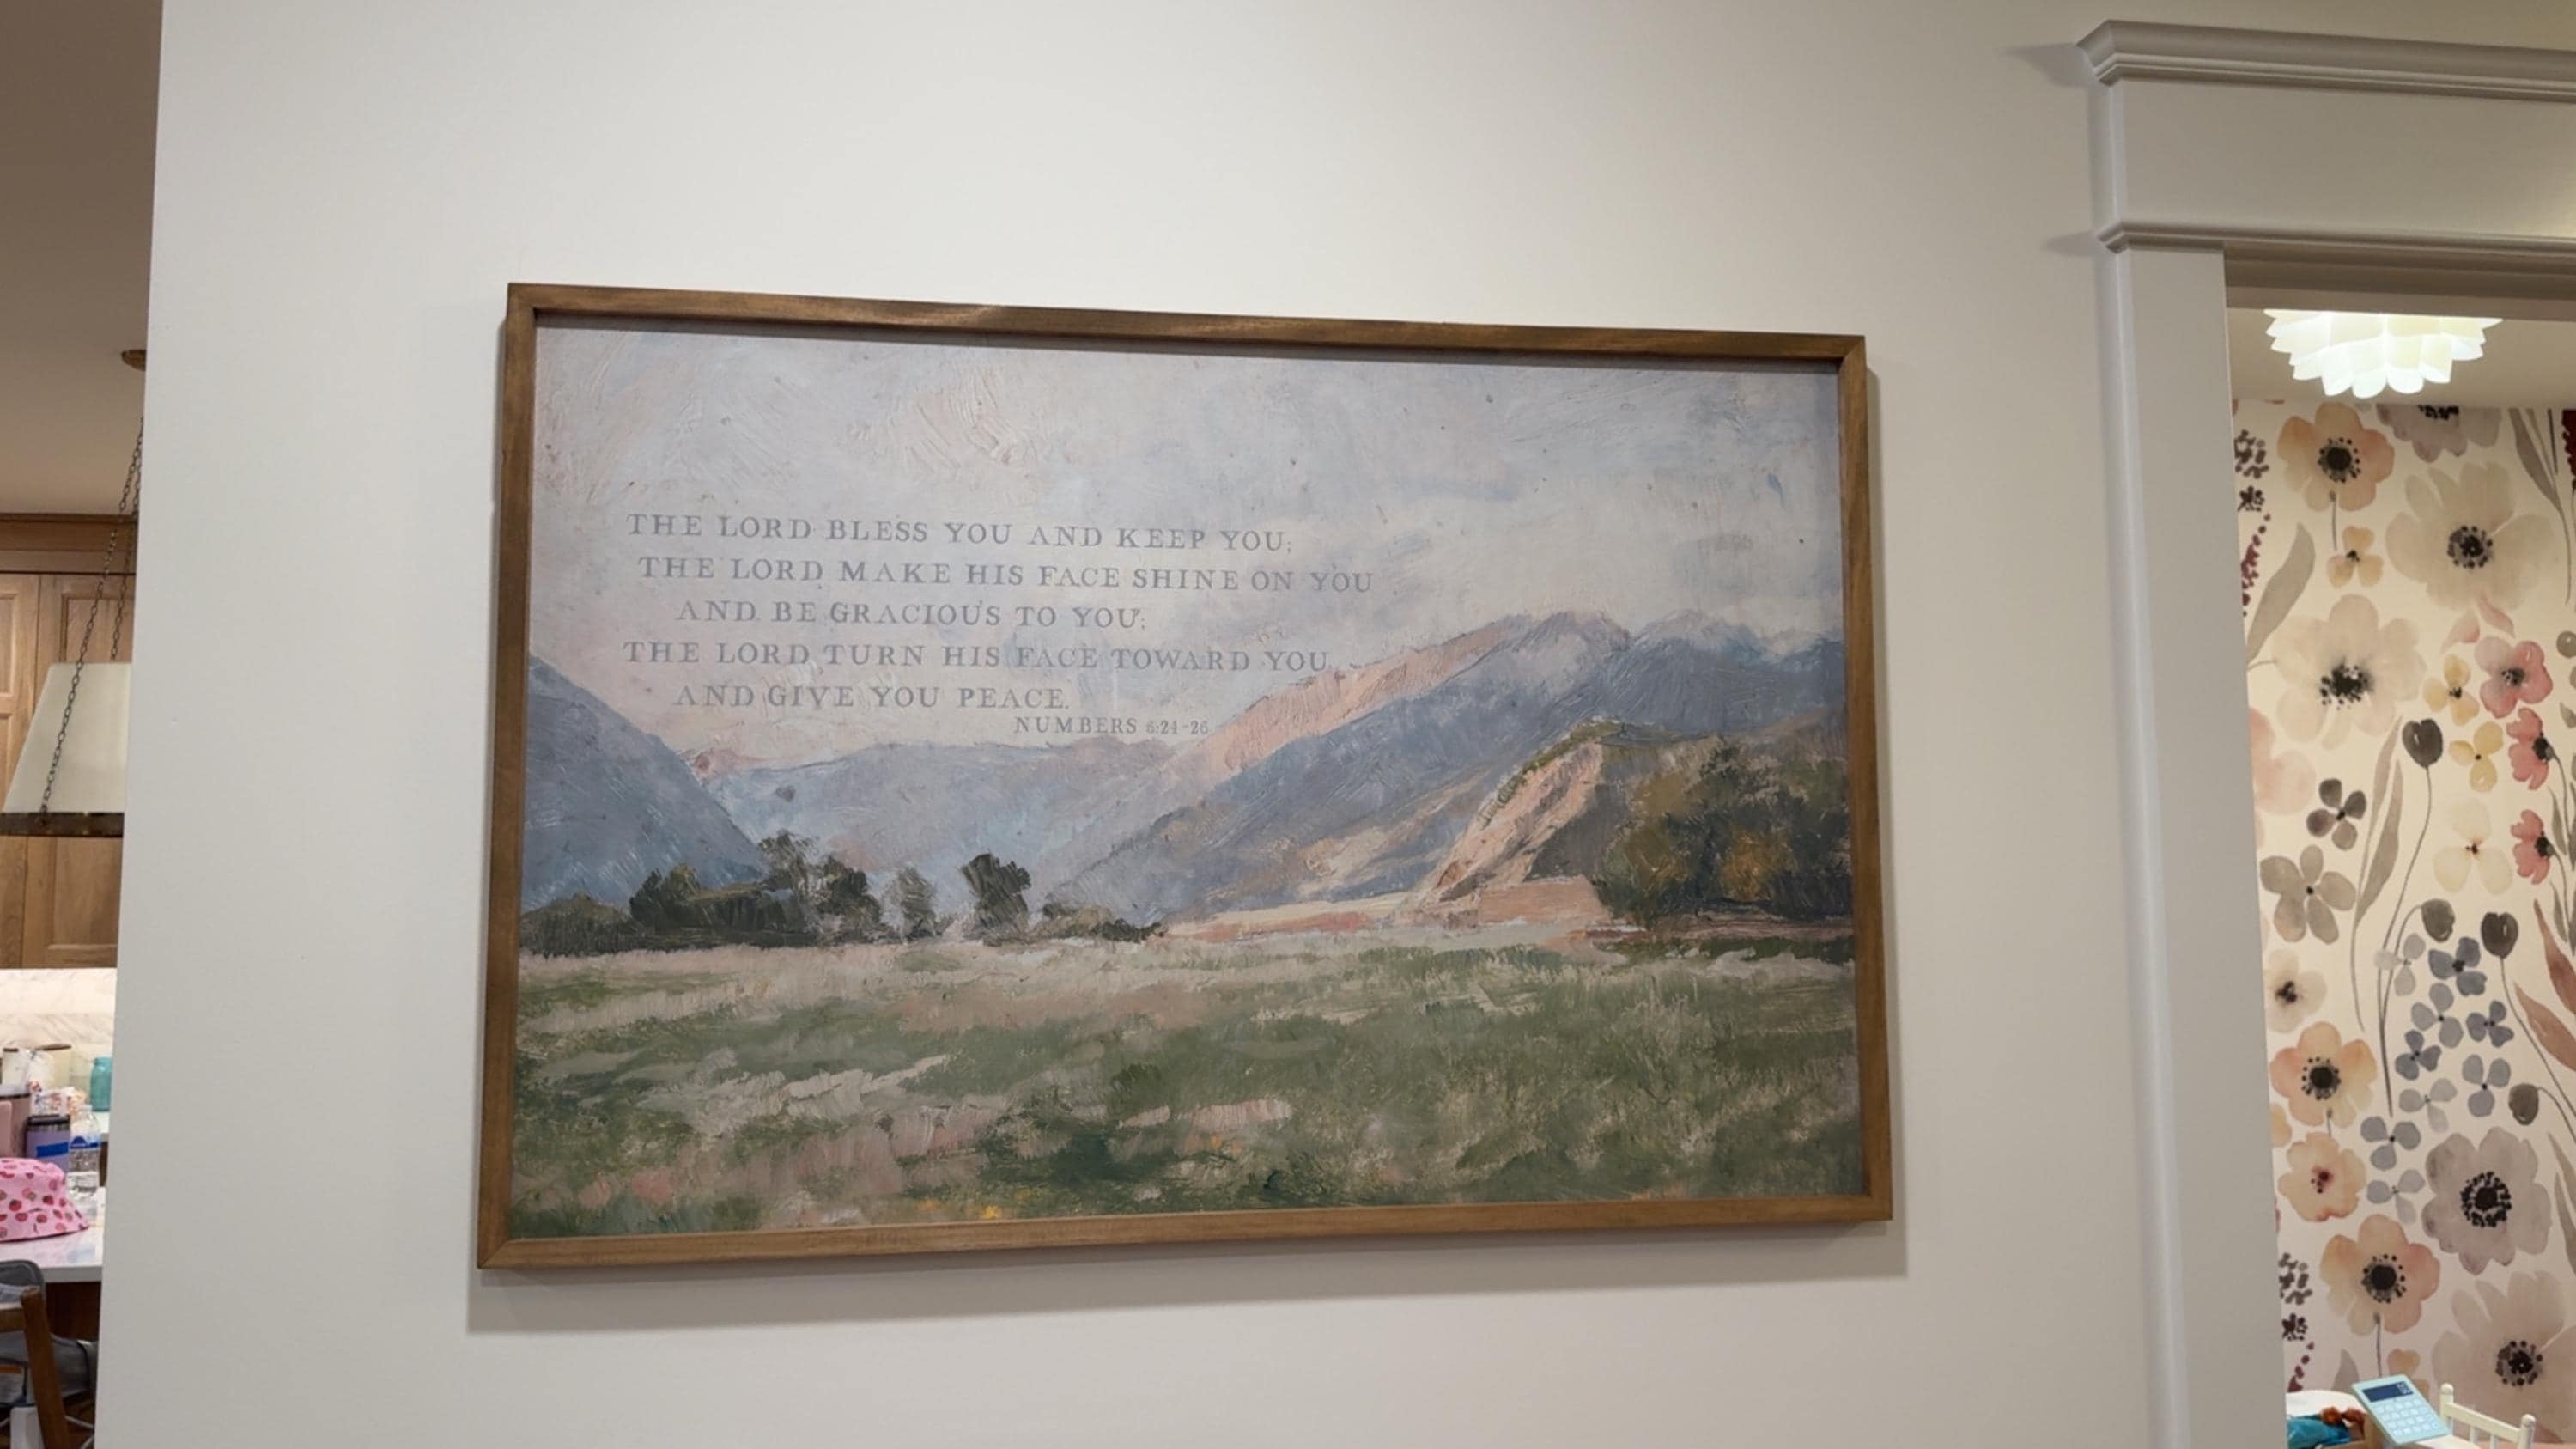 THE LORD BLESS YOU AND KEEP YOU;
THE LORD MAKE HIS FACE SHINE ON YOU
AND BE GRACIOUS TO YOU;
THE LORD TURN HIS FACE TOWARD YOU
AND GIVE YOU PEACE.
NUMBERS 6:24-26